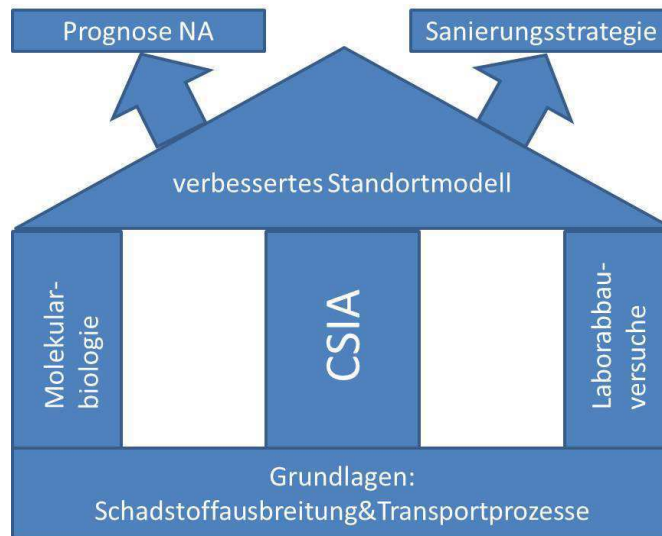 Prognose NA
Sanierungsstrategie
verbessertes Standortmodell
Molekular-
biologie
CSIA
Laborabbau-
versuche
Grundlagen:
Schadstoffausbreitung&Transportprozesse